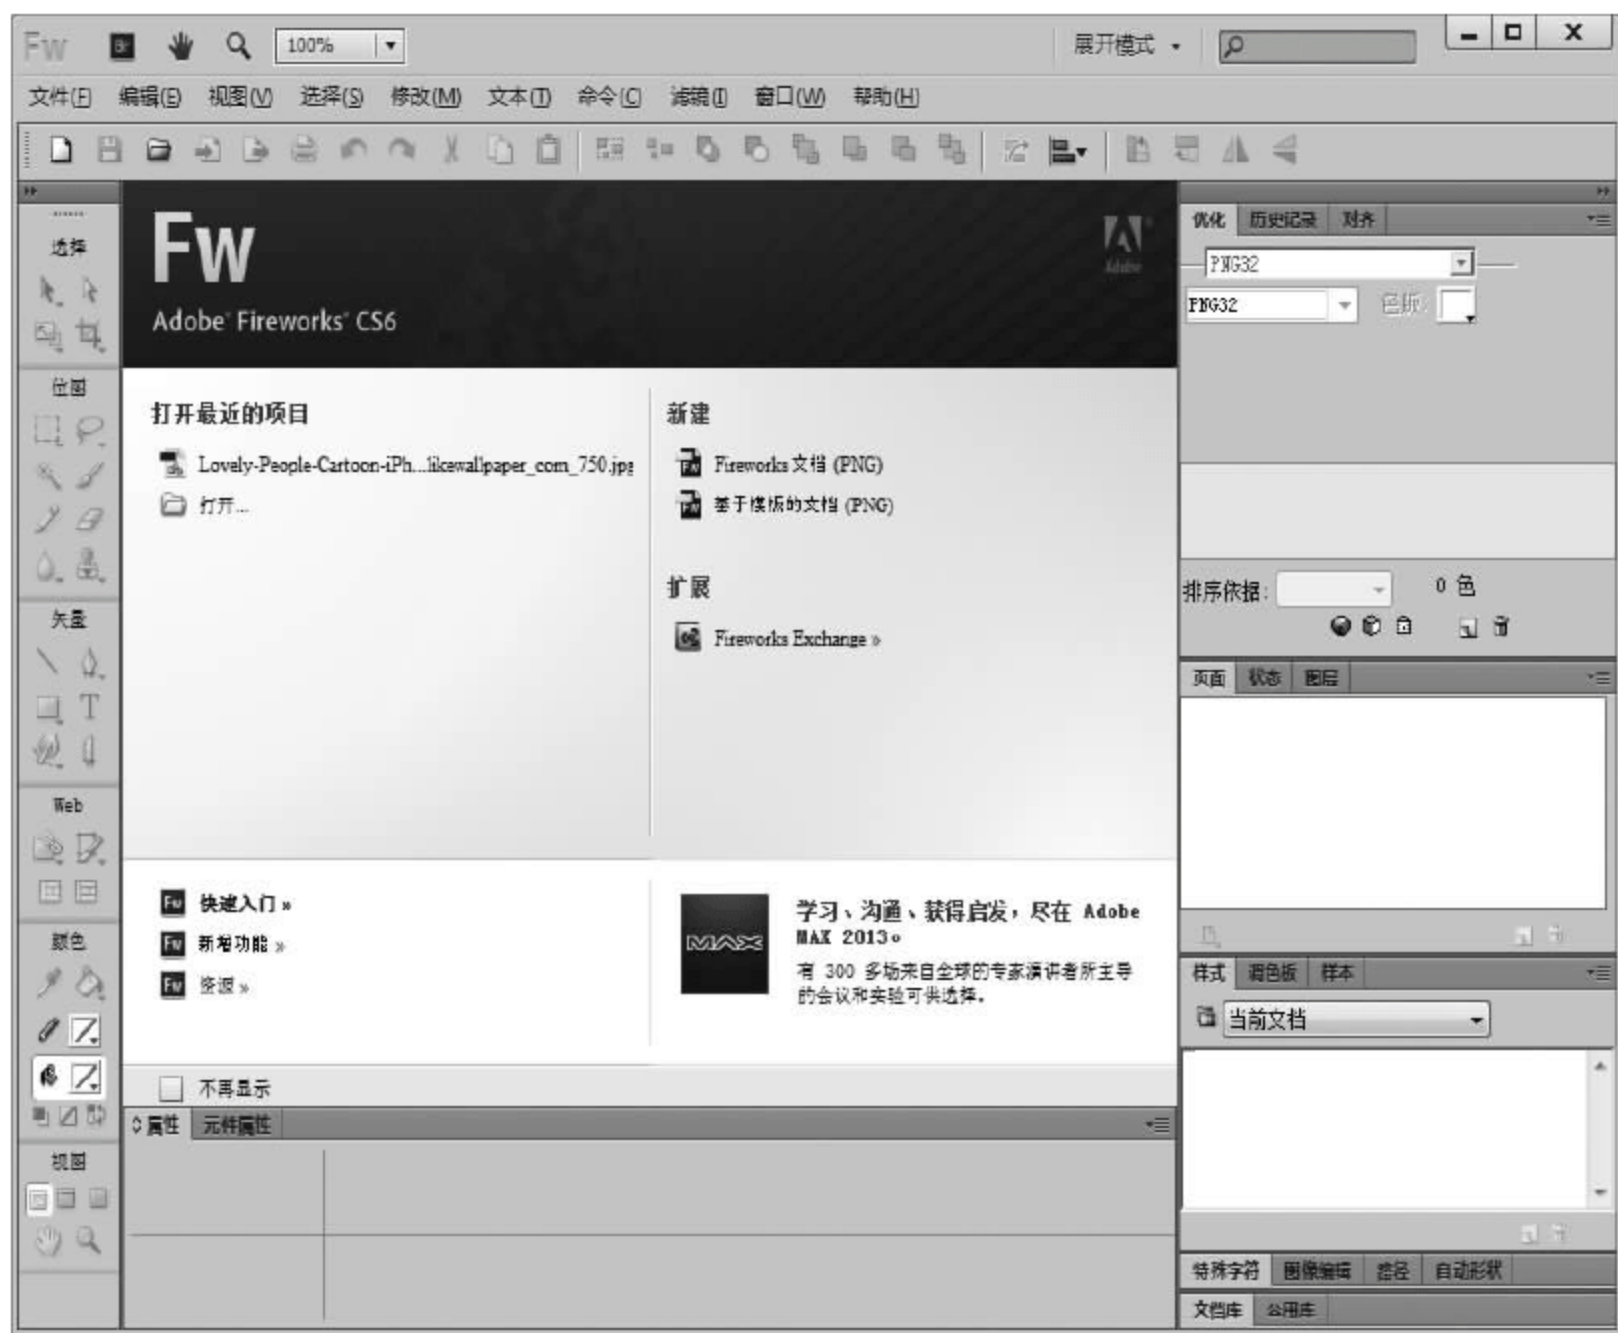 Fw Br 100% 展开模式
文件(F) 编辑(E) 视图(V) 选择(S) 修改(M) 文本(T) 命令(C) 滤镜(I) 窗口(W) 帮助(H)
选择
位图
矢量
Web
颜色
视图
Fw
Adobe
Adobe® Fireworks® CS6
打开最近的项目
Lovely-People-Cartoon-iPh...likewallpaper_com_750.jpg
打开...
新建
Fireworks 文档 (PNG)
基于模板的文档 (PNG)
扩展
Fireworks Exchange »
快速入门 »
新增功能 »
资源 »
MAX
学习、沟通、获得启发，尽在 Adobe
MAX 2013。
有 300 多场来自全球的专家演讲者所主导
的会议和实验可供选择。
不再显示
属性 元件属性
优化 历史记录 对齐
PNG32
PNG32 色版:
排序依据: 0 色
页面 状态 图层
样式 调色板 样本
当前文档
特殊字符 图像编辑 路径 自动形状
文档库 公用库